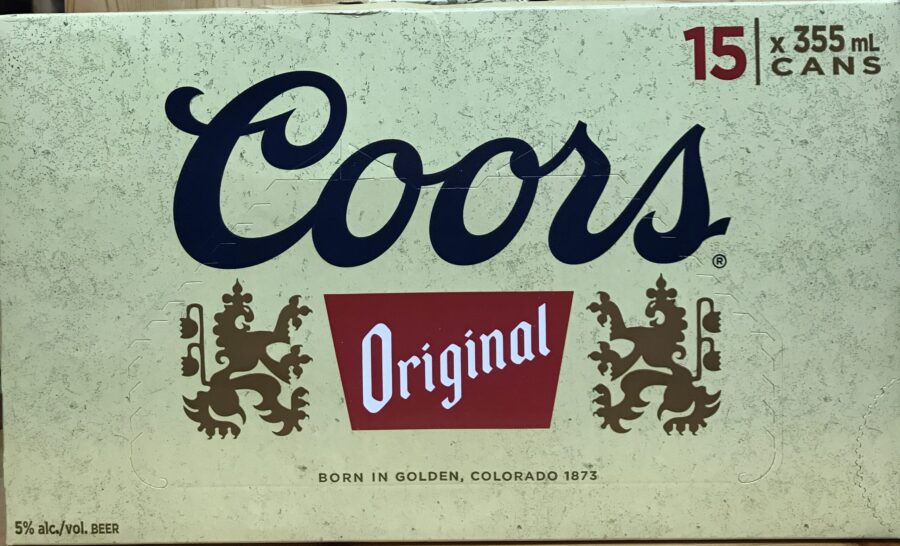 15 x 355 mL
CANS
Coors®
Original
BORN IN GOLDEN, COLORADO 1873
5% alc./vol. BEER